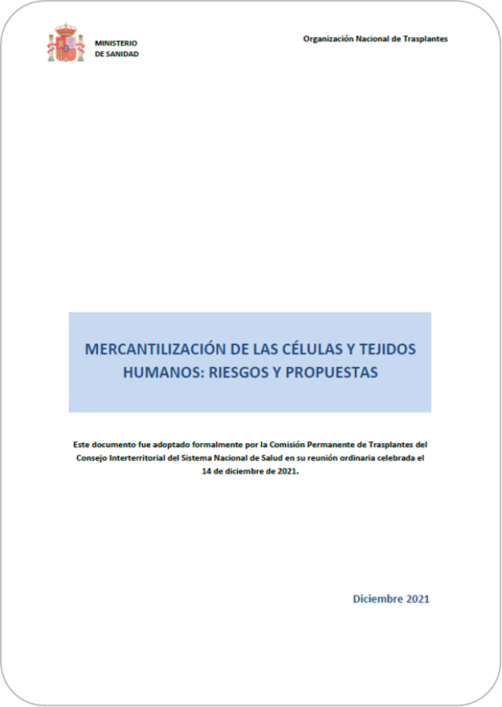 MINISTERIO
DE SANIDAD
Organización Nacional de Trasplantes
MERCANTILIZACIÓN DE LAS CÉLULAS Y TEJIDOS
HUMANOS: RIESGOS Y PROPUESTAS
Este documento fue adoptado formalmente por la Comisión Permanente de Trasplantes del
Consejo Interterritorial del Sistema Nacional de Salud en su reunión ordinaria celebrada el
14 de diciembre de 2021.
Diciembre 2021